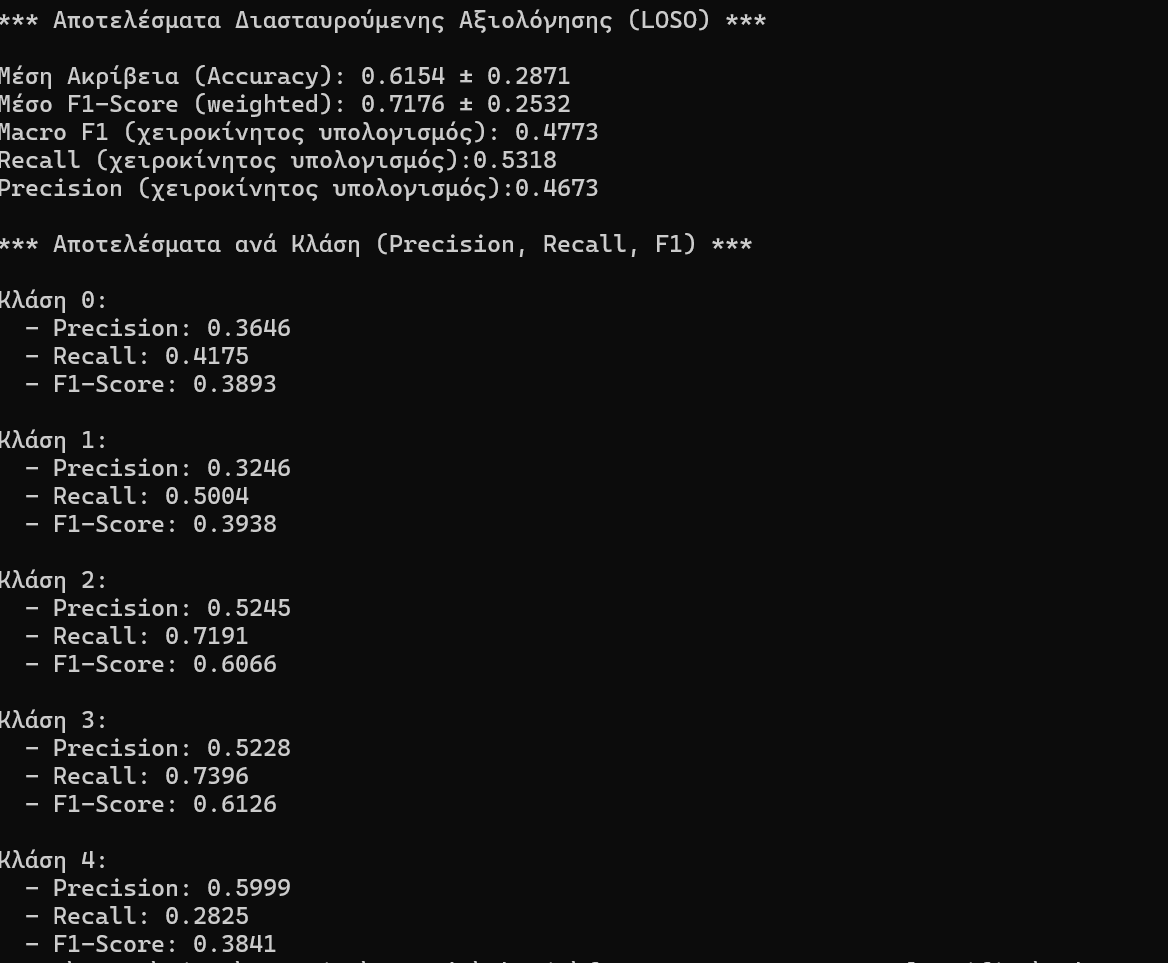 *** Αποτελέσματα Διασταυρούμενης Αξιολόγησης (LOSO) ***
Μέση Ακρίβεια (Accuracy): 0.6154 ± 0.2871
Μέσο F1-Score (weighted): 0.7176 ± 0.2532
Macro F1 (χειροκίνητος υπολογισμός): 0.4773
Recall (χειροκίνητος υπολογισμός):0.5318
Precision (χειροκίνητος υπολογισμός):0.4673
*** Αποτελέσματα ανά Κλάση (Precision, Recall, F1) ***
Κλάση 0:
- Precision: 0.3646
- Recall: 0.4175
- F1-Score: 0.3893
Κλάση 1:
- Precision: 0.3246
- Recall: 0.5004
- F1-Score: 0.3938
Κλάση 2:
- Precision: 0.5245
- Recall: 0.7191
- F1-Score: 0.6066
Κλάση 3:
- Precision: 0.5228
- Recall: 0.7396
- F1-Score: 0.6126
Κλάση 4:
- Precision: 0.5999
- Recall: 0.2825
- F1-Score: 0.3841